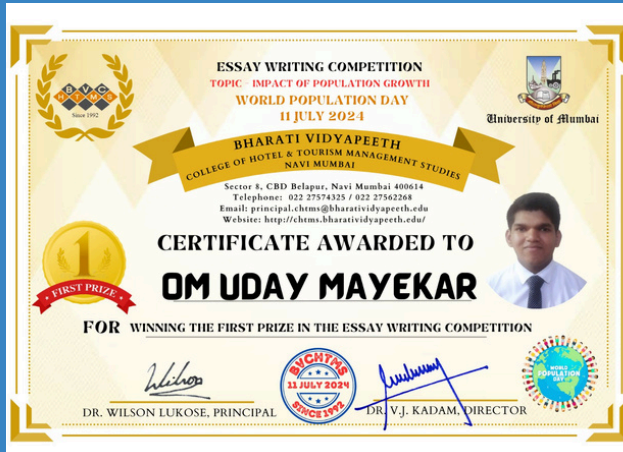 ESSAY WRITING COMPETITION
TOPIC - IMPACT OF POPULATION GROWTH
WORLD POPULATION DAY
11 JULY 2024
BVC
HTMS
Since 1992
University of Mumbai
BHARATI VIDYAPEETH
COLLEGE OF HOTEL & TOURISM MANAGEMENT STUDIES
NAVI MUMBAI
Sector 8, CBD Belapur, Navi Mumbai 400614
Telephone: 022 27574325 / 022 27562268
Email: principal.chtms@bharatividyapeeth.edu
Website: http://chtms.bharatividyapeeth.edu/
CERTIFICATE AWARDED TO
1
FIRST PRIZE
OM UDAY MAYEKAR
FOR WINNING THE FIRST PRIZE IN THE ESSAY WRITING COMPETITION
Wilson
BVCHTMS
11 JULY 2024
SINCE 1992
WORLD
POPULATION
DAY
DR. WILSON LUKOSE, PRINCIPAL
DR. V.J. KADAM, DIRECTOR